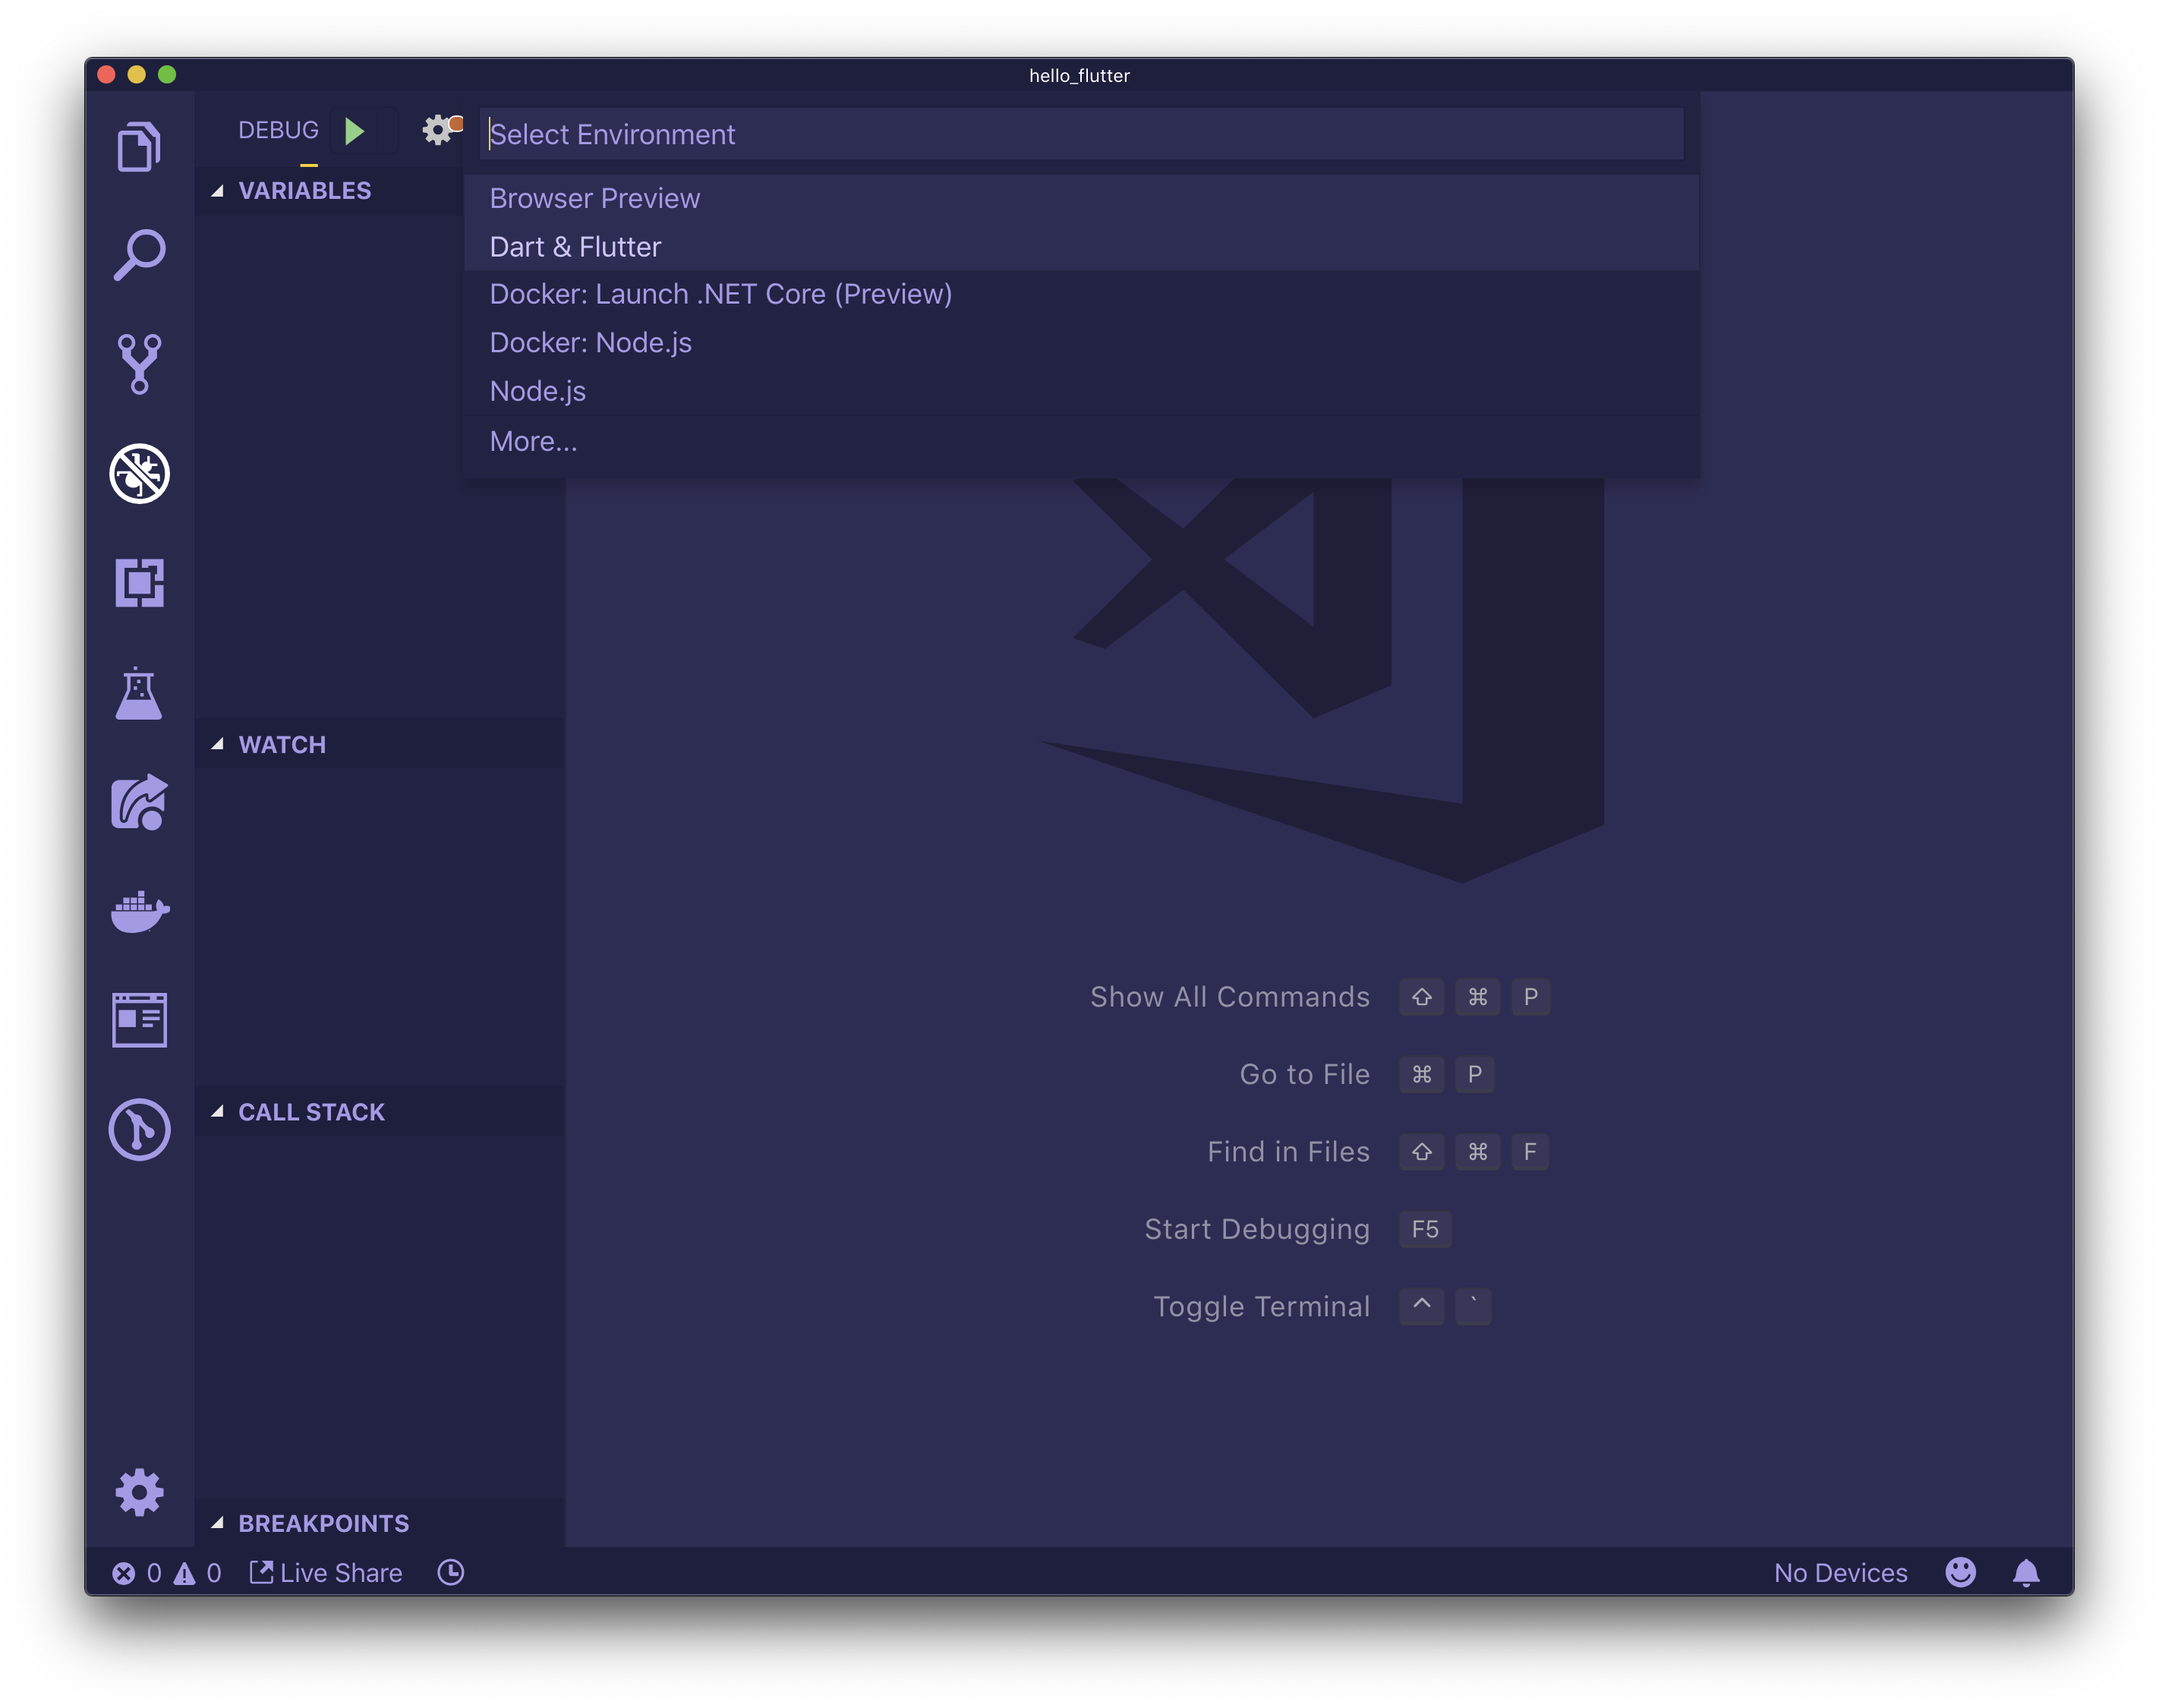 hello_flutter
DEBUG
Select Environment
Browser Preview
Dart & Flutter
Docker: Launch .NET Core (Preview)
Docker: Node.js
Node.js
More...
VARIABLES
WATCH
CALL STACK
BREAKPOINTS
Show All Commands ⇧ ⌘ P
Go to File ⌘ P
Find in Files ⇧ ⌘ F
Start Debugging F5
Toggle Terminal ^ `
0 0 Live Share
No Devices